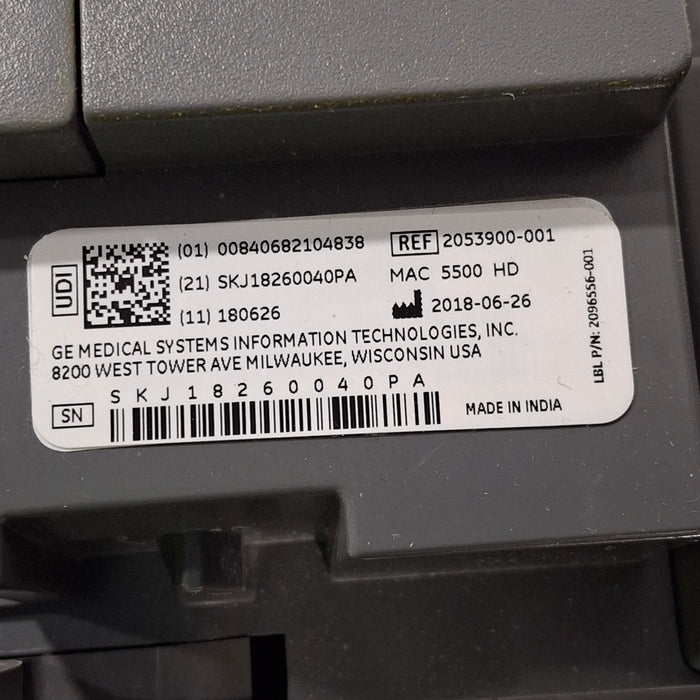 UDI
(01) 00840682104838
(21) SKJ18260040PA
(11) 180626
REF 2053900-001
MAC 5500 HD
2018-06-26
GE MEDICAL SYSTEMS INFORMATION TECHNOLOGIES, INC.
8200 WEST TOWER AVE MILWAUKEE, WISCONSIN USA
SKJ18260040PA
SN
MADE IN INDIA
LBL P/N: 2096556-001